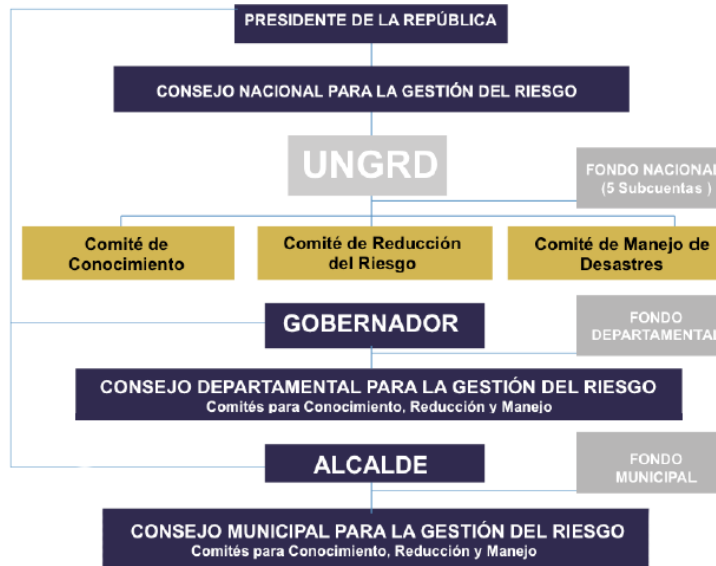 PRESIDENTE DE LA REPÚBLICA
CONSEJO NACIONAL PARA LA GESTIÓN DEL RIESGO
UNGRD
FONDO NACIONAL
(5 Subcuentas )
Comité de
Conocimiento
Comité de Reducción
del Riesgo
Comité de Manejo de
Desastres
GOBERNADOR
FONDO
DEPARTAMENTAL
CONSEJO DEPARTAMENTAL PARA LA GESTIÓN DEL RIESGO
Comités para Conocimiento, Reducción y Manejo
ALCALDE
FONDO
MUNICIPAL
CONSEJO MUNICIPAL PARA LA GESTIÓN DEL RIESGO
Comités para Conocimiento, Reducción y Manejo